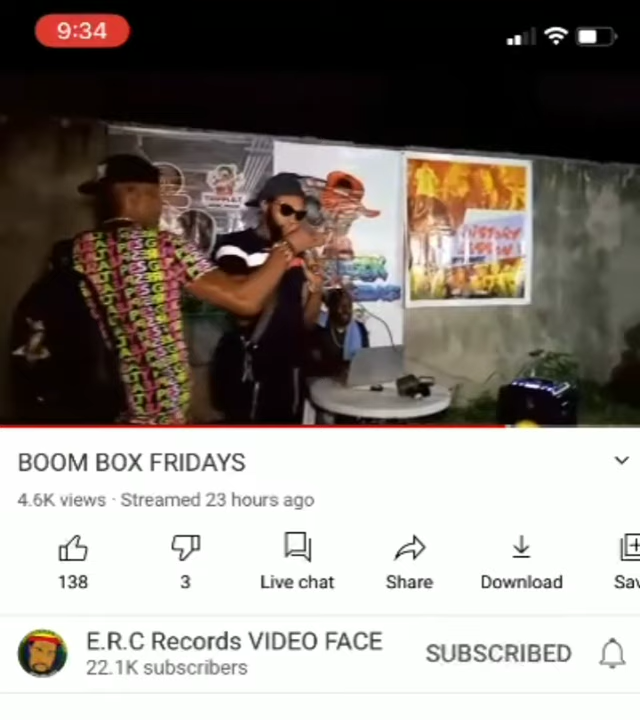 9:34
BOOM BOX FRIDAYS
4.6K views · Streamed 23 hours ago
138
3
Live chat
Share
Download
Sav
E.R.C Records VIDEO FACE
22.1K subscribers
SUBSCRIBED